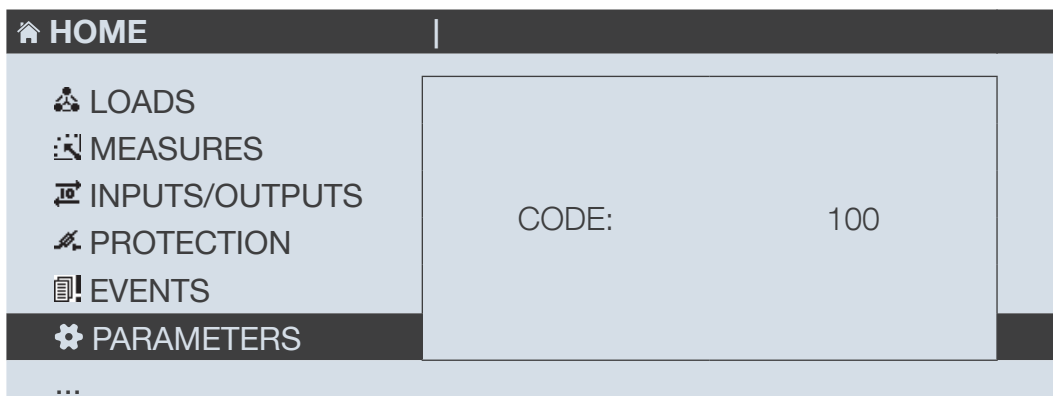 HOME |
LOADS
MEASURES
INPUTS/OUTPUTS
PROTECTION
EVENTS
PARAMETERS
...
CODE: 100